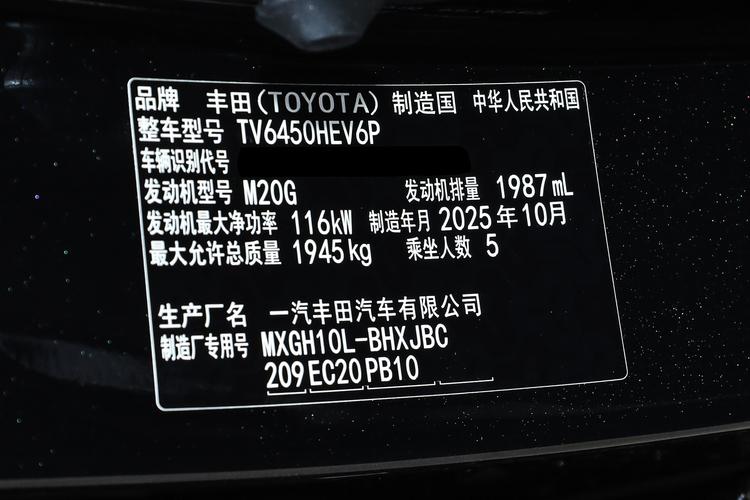 品牌 丰田(TOYOTA) 制造国 中华人民共和国
整车型号 TV6450HEV6P
车辆识别代号
发动机型号 M20G 发动机排量 1987mL
发动机最大净功率 116kW 制造年月 2025年10月
最大允许总质量 1945kg 乘坐人数 5
生产厂名 一汽丰田汽车有限公司
制造厂专用号 MXGH10L-BHXJBC
209 EC20 PB10